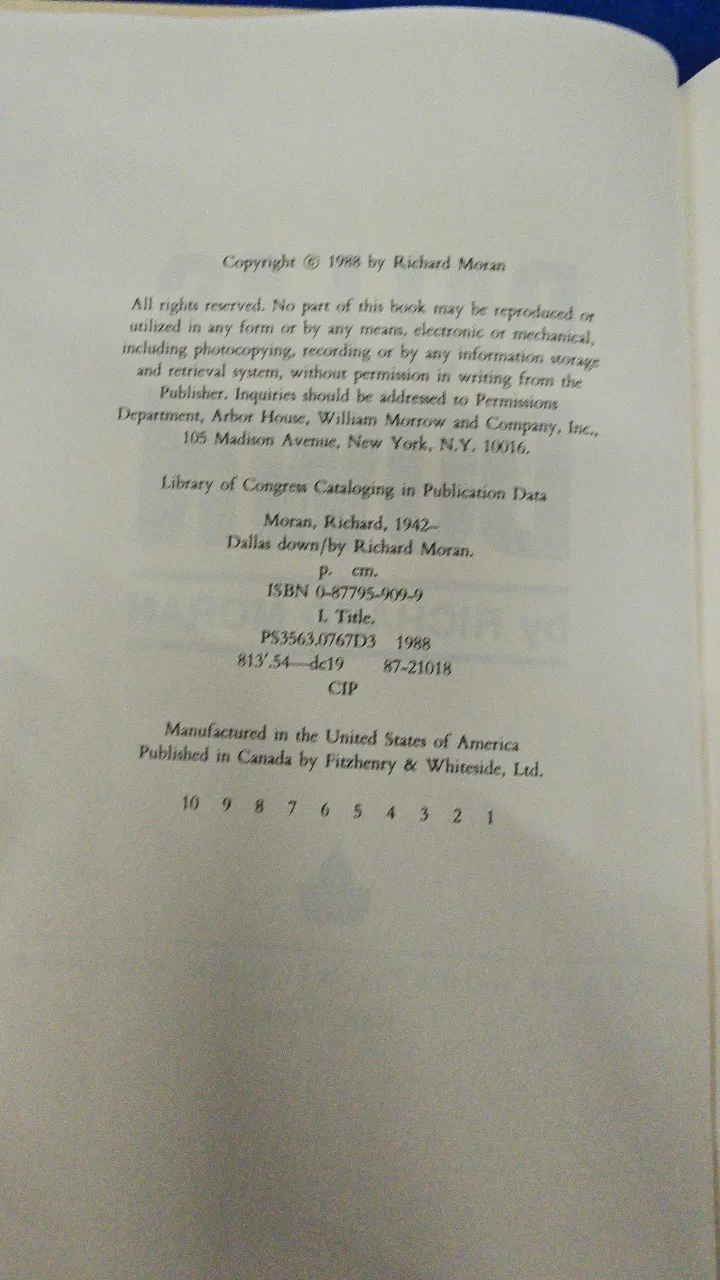 Copyright © 1988 by Richard Moran
All rights reserved. No part of this book may be reproduced or
utilized in any form or by any means, electronic or mechanical,
including photocopying, recording or by any information storage
and retrieval system, without permission in writing from the
Publisher. Inquiries should be addressed to Permissions
Department, Arbor House, William Morrow and Company, Inc.,
105 Madison Avenue, New York, N.Y. 10016.
Library of Congress Cataloging in Publication Data
Moran, Richard, 1942–
Dallas down/by Richard Moran.
p. cm.
ISBN 0-87795-909-9
I. Title.
PS3563.0767D3 1988
813'.54—dc19 87-21018
CIP
Manufactured in the United States of America
Published in Canada by Fitzhenry & Whiteside, Ltd.
10 9 8 7 6 5 4 3 2 1